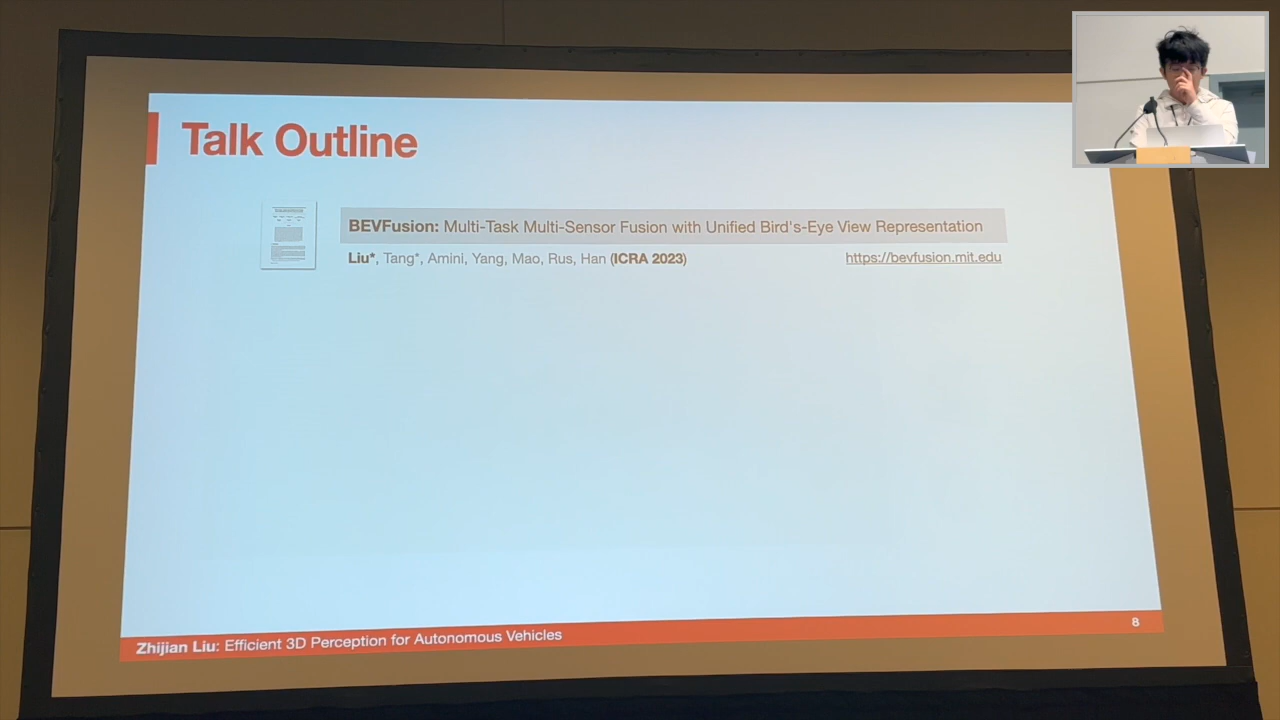 Talk Outline
BEVFusion: Multi-Task Multi-Sensor Fusion with Unified Bird's-Eye View Representation
Liu*, Tang*, Amini, Yang, Mao, Rus, Han (ICRA 2023)
https://bevfusion.mit.edu
Zhijian Liu: Efficient 3D Perception for Autonomous Vehicles
8